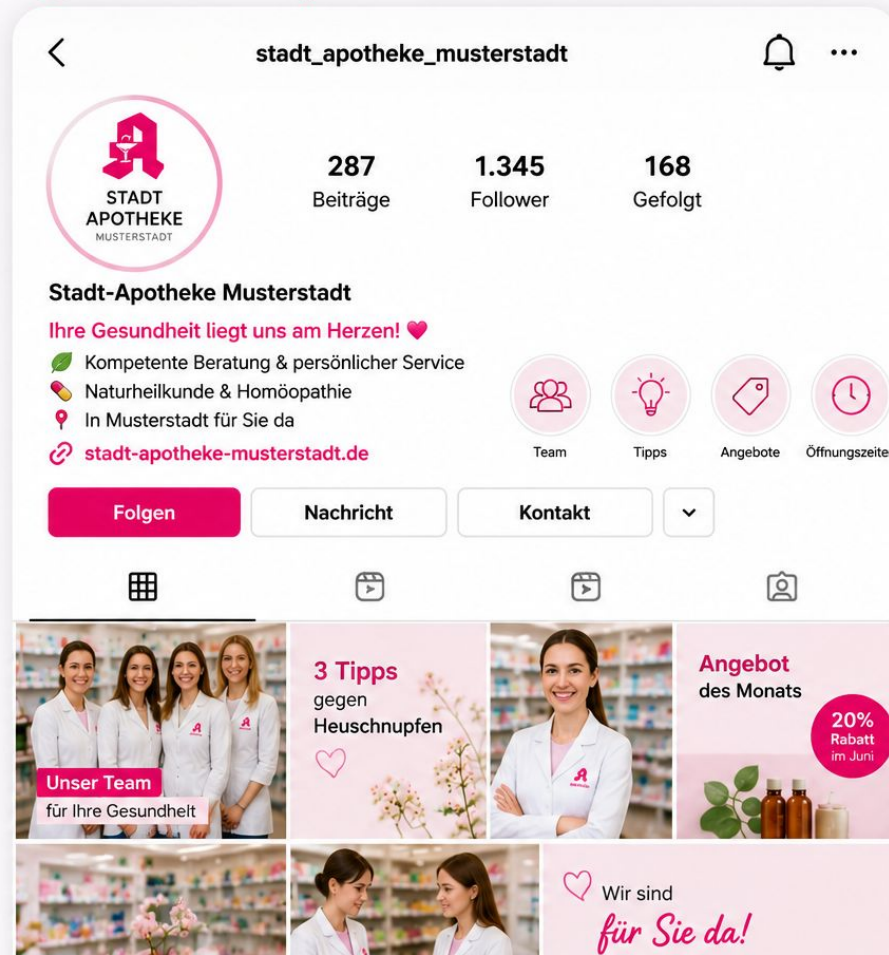 stadt_apotheke_musterstadt
STADT
APOTHEKE
MUSTERSTADT
287
Beiträge
1.345
Follower
168
Gefolgt
Stadt-Apotheke Musterstadt
Ihre Gesundheit liegt uns am Herzen!
Kompetente Beratung & persönlicher Service
Naturheilkunde & Homöopathie
In Musterstadt für Sie da
stadt-apotheke-musterstadt.de
Team
Tipps
Angebote
Öffnungszeite
Folgen
Nachricht
Kontakt
Unser Team
für Ihre Gesundheit
3 Tipps
gegen
Heuschnupfen
Angebot
des Monats
20%
Rabatt
im Juni
Wir sind
für Sie da!